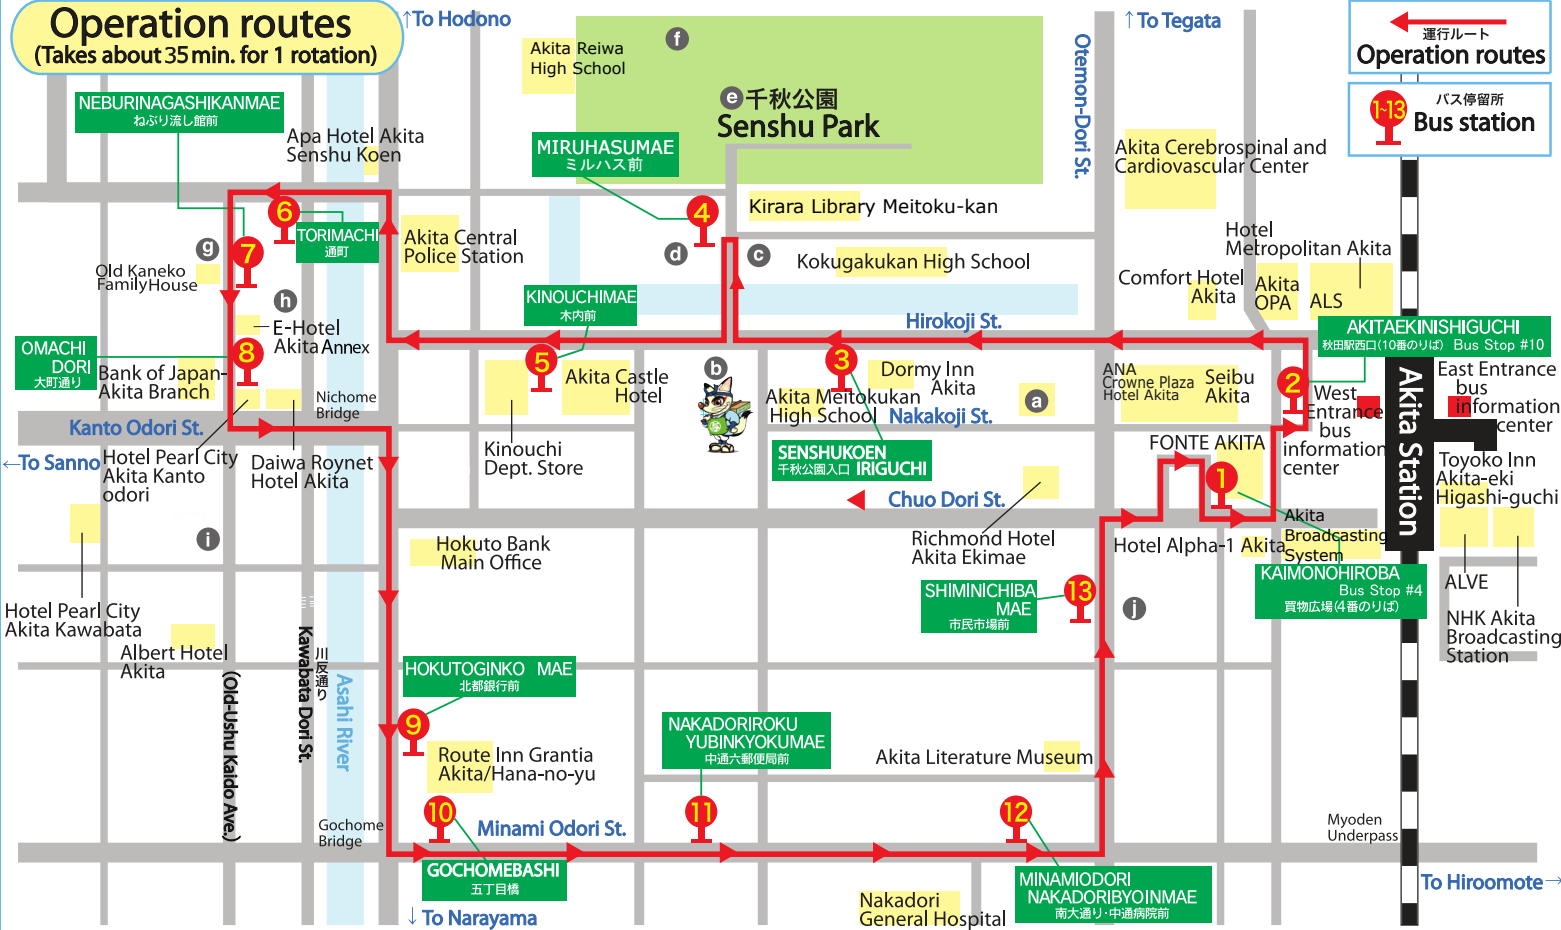 Operation routes
(Takes about 35 min. for 1 rotation)
↑To Hodono
↑To Tegata
運行ルート
Operation routes
1~13
バス停留所
Bus station
Akita Reiwa
High School
f
e 千秋公園
Senshu Park
Otemon-Dori St.
NEBURINAGASHIKANMAE
ねぶり流し館前
Apa Hotel Akita
Senshu Koen
MIRUHASUMAE
ミルハス前
Akita Cerebrospinal and
Cardiovascular Center
4
Kirara Library Meitoku-kan
6
TORIMACHI
通町
7
g
Akita Central
Police Station
d
c
Kokugakukan High School
Hotel
Metropolitan Akita
Old Kaneko
FamilyHouse
h
Comfort Hotel
Akita
Akita
OPA
ALS
KINOUCHIMAE
木内前
Hirokoji St.
E-Hotel
Akita Annex
AKITAEKINISHIGUCHI
秋田駅西口(10番のりば) Bus Stop #10
OMACHI
DORI
大町通り
8
Bank of Japan-
Akita Branch
5
Akita Castle
Hotel
b
3
Dormy Inn
Akita
ANA
Crowne Plaza
Hotel Akita
Seibu
Akita
2
Akita Station
East Entrance
bus
information
center
West
Entrance
bus
information
center
Nichome
Bridge
Akita Meitokukan
High School
a
Nakakoji St.
Kanto Odori St.
←To Sanno
Hotel Pearl City
Akita Kanto
odori
Daiwa Roynet
Hotel Akita
Kinouchi
Dept. Store
SENSHUKOEN
千秋公園入口 IRIGUCHI
FONTE AKITA
1
Toyoko Inn
Akita-eki
Higashi-guchi
Chuo Dori St.
i
Hokuto Bank
Main Office
Richmond Hotel
Akita Ekimae
Hotel Alpha-1 Akita
Akita
Broadcasting
System
KAIMONOHIROBA
Bus Stop #4
買物広場(4番のりば)
ALVE
NHK Akita
Broadcasting
Station
Hotel Pearl City
Akita Kawabata
Albert Hotel
Akita
SHIMINICHIBA
MAE
市民市場前
13
j
(Old-Ushu Kaido Ave.)
川反通り
Kawabata Dori St.
Asahi River
HOKUTOGINKO MAE
北都銀行前
9
Route Inn Grantia
Akita/Hana-no-yu
NAKADORIROKU
YUBINKYOKUMAE
中通六郵便局前
Akita Literature Museum
10
11
12
Gochome
Bridge
Minami Odori St.
Myoden
Underpass
GOCHOMEBASHI
五丁目橋
MINAMIODORI
NAKADORIBYOINMAE
南大通り・中通病院前
To Hiroomote→
Nakadori
General Hospital
↓To Narayama